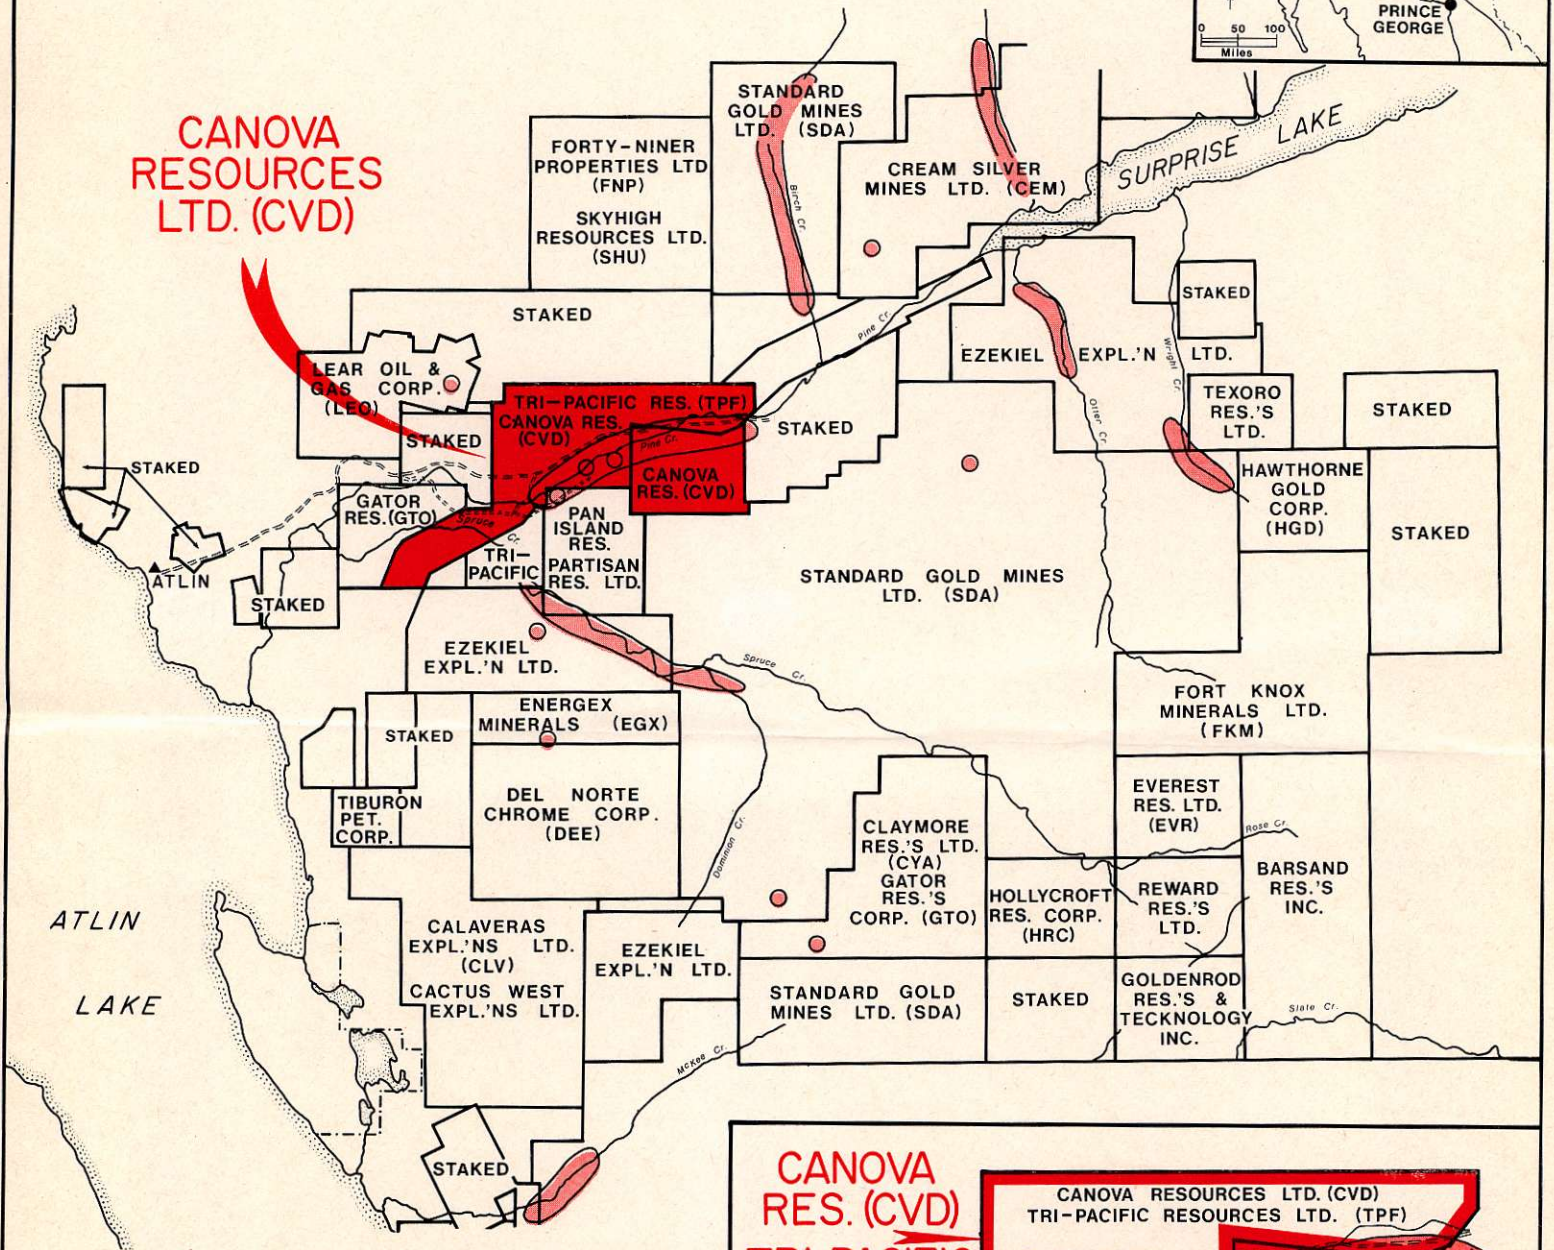 PRINCE
GEORGE
0 50 100
Miles
CANOVA
RESOURCES
LTD. (CVD)
STANDARD
GOLD MINES
LTD. (SDA)
FORTY-NINER
PROPERTIES LTD
(FNP)
SKYHIGH
RESOURCES LTD.
(SHU)
Birch Cr.
CREAM SILVER
MINES LTD. (CEM)
SURPRISE LAKE
STAKED
STAKED
Pine Cr.
EZEKIEL EXPL.'N LTD.
Wright Cr.
Otter Cr.
LEAR OIL &
GAS CORP.
(LEO)
STAKED
TRI-PACIFIC RES. (TPF)
CANOVA RES.
(CVD)
Pine Cr.
CANOVA
RES. (CVD)
STAKED
TEXORO
RES.'S
LTD.
STAKED
STAKED
GATOR
RES.(GTO)
Spruce Cr.
PAN
ISLAND
RES.
PARTISAN
RES. LTD.
TRI-
PACIFIC
HAWTHORNE
GOLD
CORP.
(HGD)
STAKED
ATLIN
STAKED
STANDARD GOLD MINES
LTD. (SDA)
EZEKIEL
EXPL.'N LTD.
Spruce Cr.
ENERGEX
MINERALS (EGX)
STAKED
FORT KNOX
MINERALS LTD.
(FKM)
TIBURON
PET.
CORP.
DEL NORTE
CHROME CORP.
(DEE)
Dominion Cr.
CLAYMORE
RES.'S LTD.
(CYA)
GATOR
RES.'S
CORP. (GTO)
EVEREST
RES. LTD.
(EVR)
Rose Cr.
HOLLYCROFT
RES. CORP.
(HRC)
REWARD
RES.'S
LTD.
BARSAND
RES.'S
INC.
ATLIN
LAKE
CALAVERAS
EXPL.'NS LTD.
(CLV)
CACTUS WEST
EXPL.'NS LTD.
EZEKIEL
EXPL.'N LTD.
STANDARD GOLD
MINES LTD. (SDA)
STAKED
GOLDENROD
RES.'S &
TECKNOLOGY
INC.
Slate Cr.
McKee Cr.
STAKED
CANOVA
RES. (CVD)
TRI-PACIFIC
CANOVA RESOURCES LTD. (CVD)
TRI-PACIFIC RESOURCES LTD. (TPF)